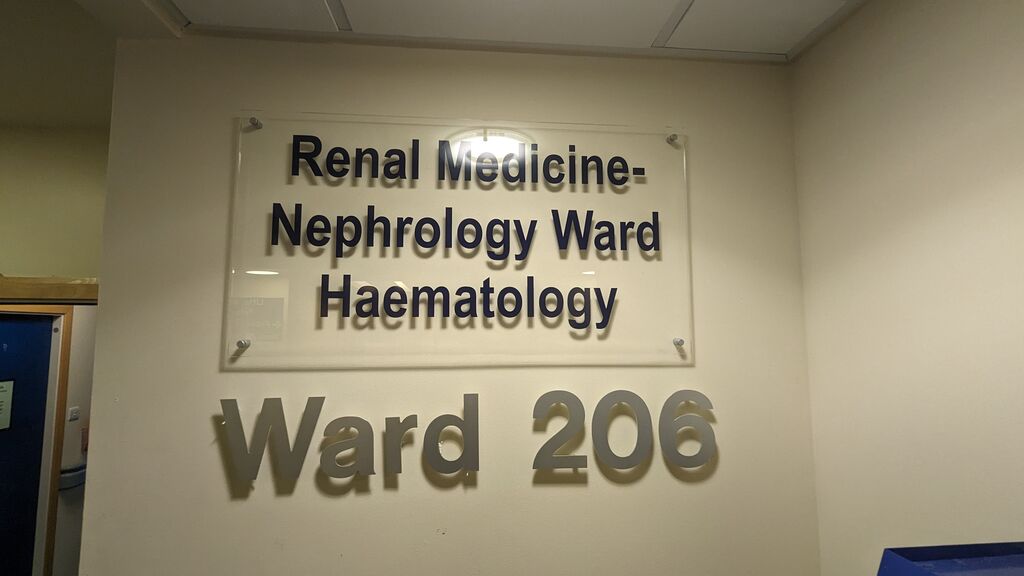 Renal Medicine-
Nephrology Ward
Haematology
Ward 206